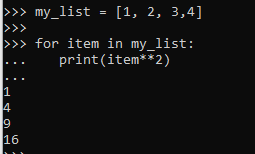 >>> my_list = [1, 2, 3,4]
>>>
>>> for item in my_list:
...     print(item**2)
...
1
4
9
16
>>>